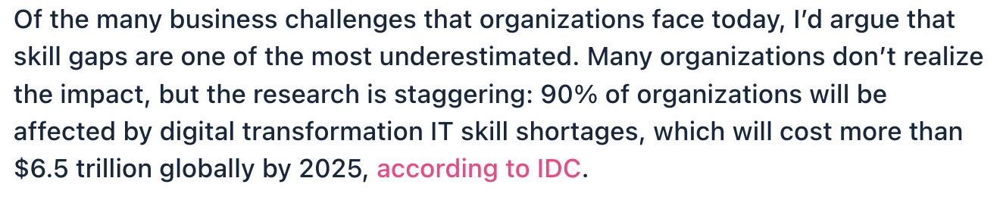 Of the many business challenges that organizations face today, I’d argue that
skill gaps are one of the most underestimated. Many organizations don’t realize
the impact, but the research is staggering: 90% of organizations will be
affected by digital transformation IT skill shortages, which will cost more than
$6.5 trillion globally by 2025, according to IDC.